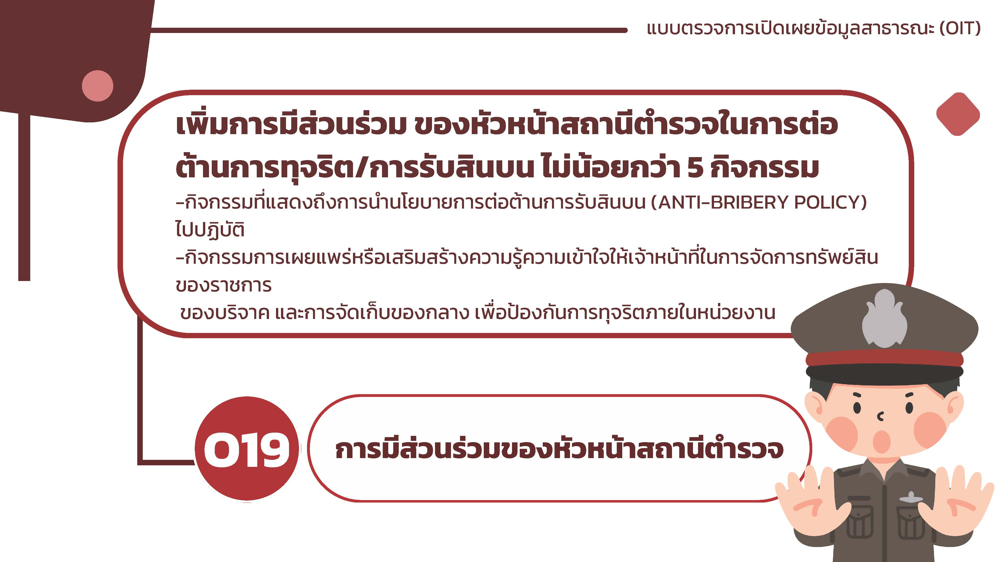 แบบตรวจการเปิดเผยข้อมูลสาธารณะ (OIT)
เพิ่มการมีส่วนร่วม ของหัวหน้าสถานีตำรวจในการต่อ
ต้านการทุจริต/การรับสินบน ไม่น้อยกว่า 5 กิจกรรม
-กิจกรรมที่แสดงถึงการนำนโยบายการต่อต้านการรับสินบน (ANTI-BRIBERY POLICY)
ไปปฏิบัติ
-กิจกรรมการเผยแพร่หรือเสริมสร้างความรู้ความเข้าใจให้เจ้าหน้าที่ในการจัดการทรัพย์สิน
ของราชการ
ของบริจาค และการจัดเก็บของกลาง เพื่อป้องกันการทุจริตภายในหน่วยงาน
O19
การมีส่วนร่วมของหัวหน้าสถานีตำรวจ